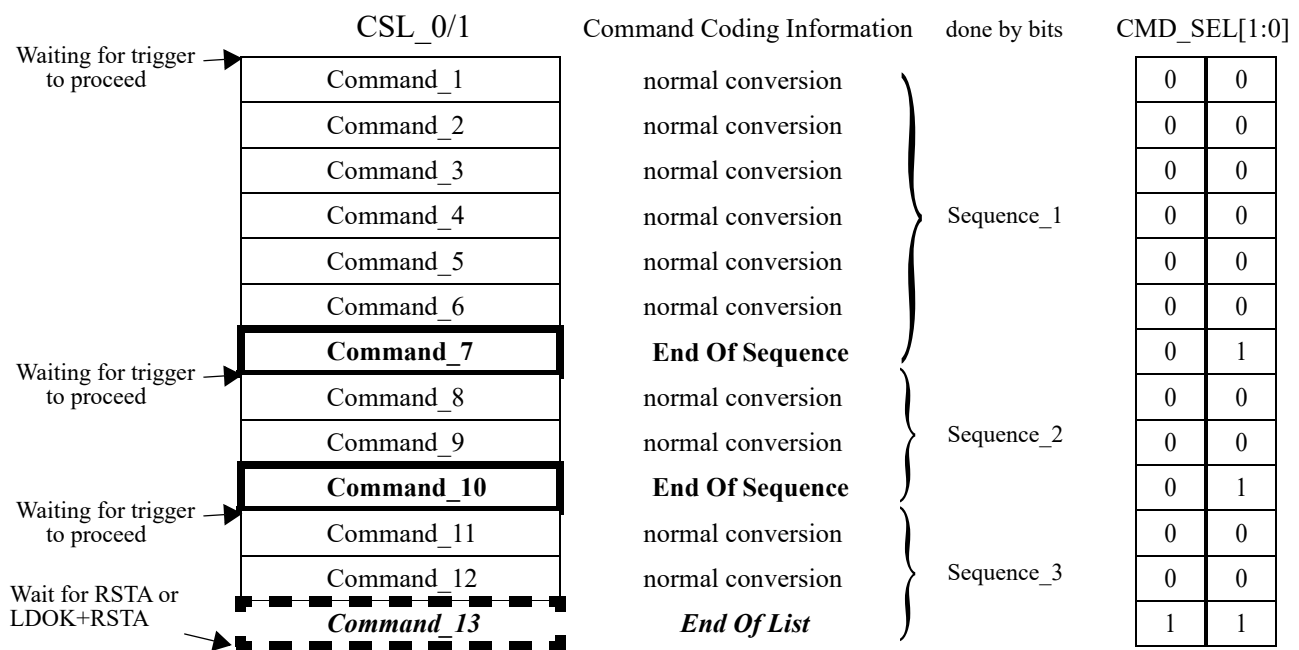 CSL_0/1 Command Coding Information done by bits CMD_SEL[1:0]
Waiting for trigger
to proceed
Command_1 normal conversion 0 0
Command_2 normal conversion 0 0
Command_3 normal conversion 0 0
Command_4 normal conversion Sequence_1 0 0
Command_5 normal conversion 0 0
Command_6 normal conversion 0 0
Command_7 End Of Sequence 0 1
Waiting for trigger
to proceed
Command_8 normal conversion 0 0
Command_9 normal conversion Sequence_2 0 0
Command_10 End Of Sequence 0 1
Waiting for trigger
to proceed
Command_11 normal conversion 0 0
Command_12 normal conversion Sequence_3 0 0
Wait for RSTA or
LDOK+RSTA
Command_13 End Of List 1 1